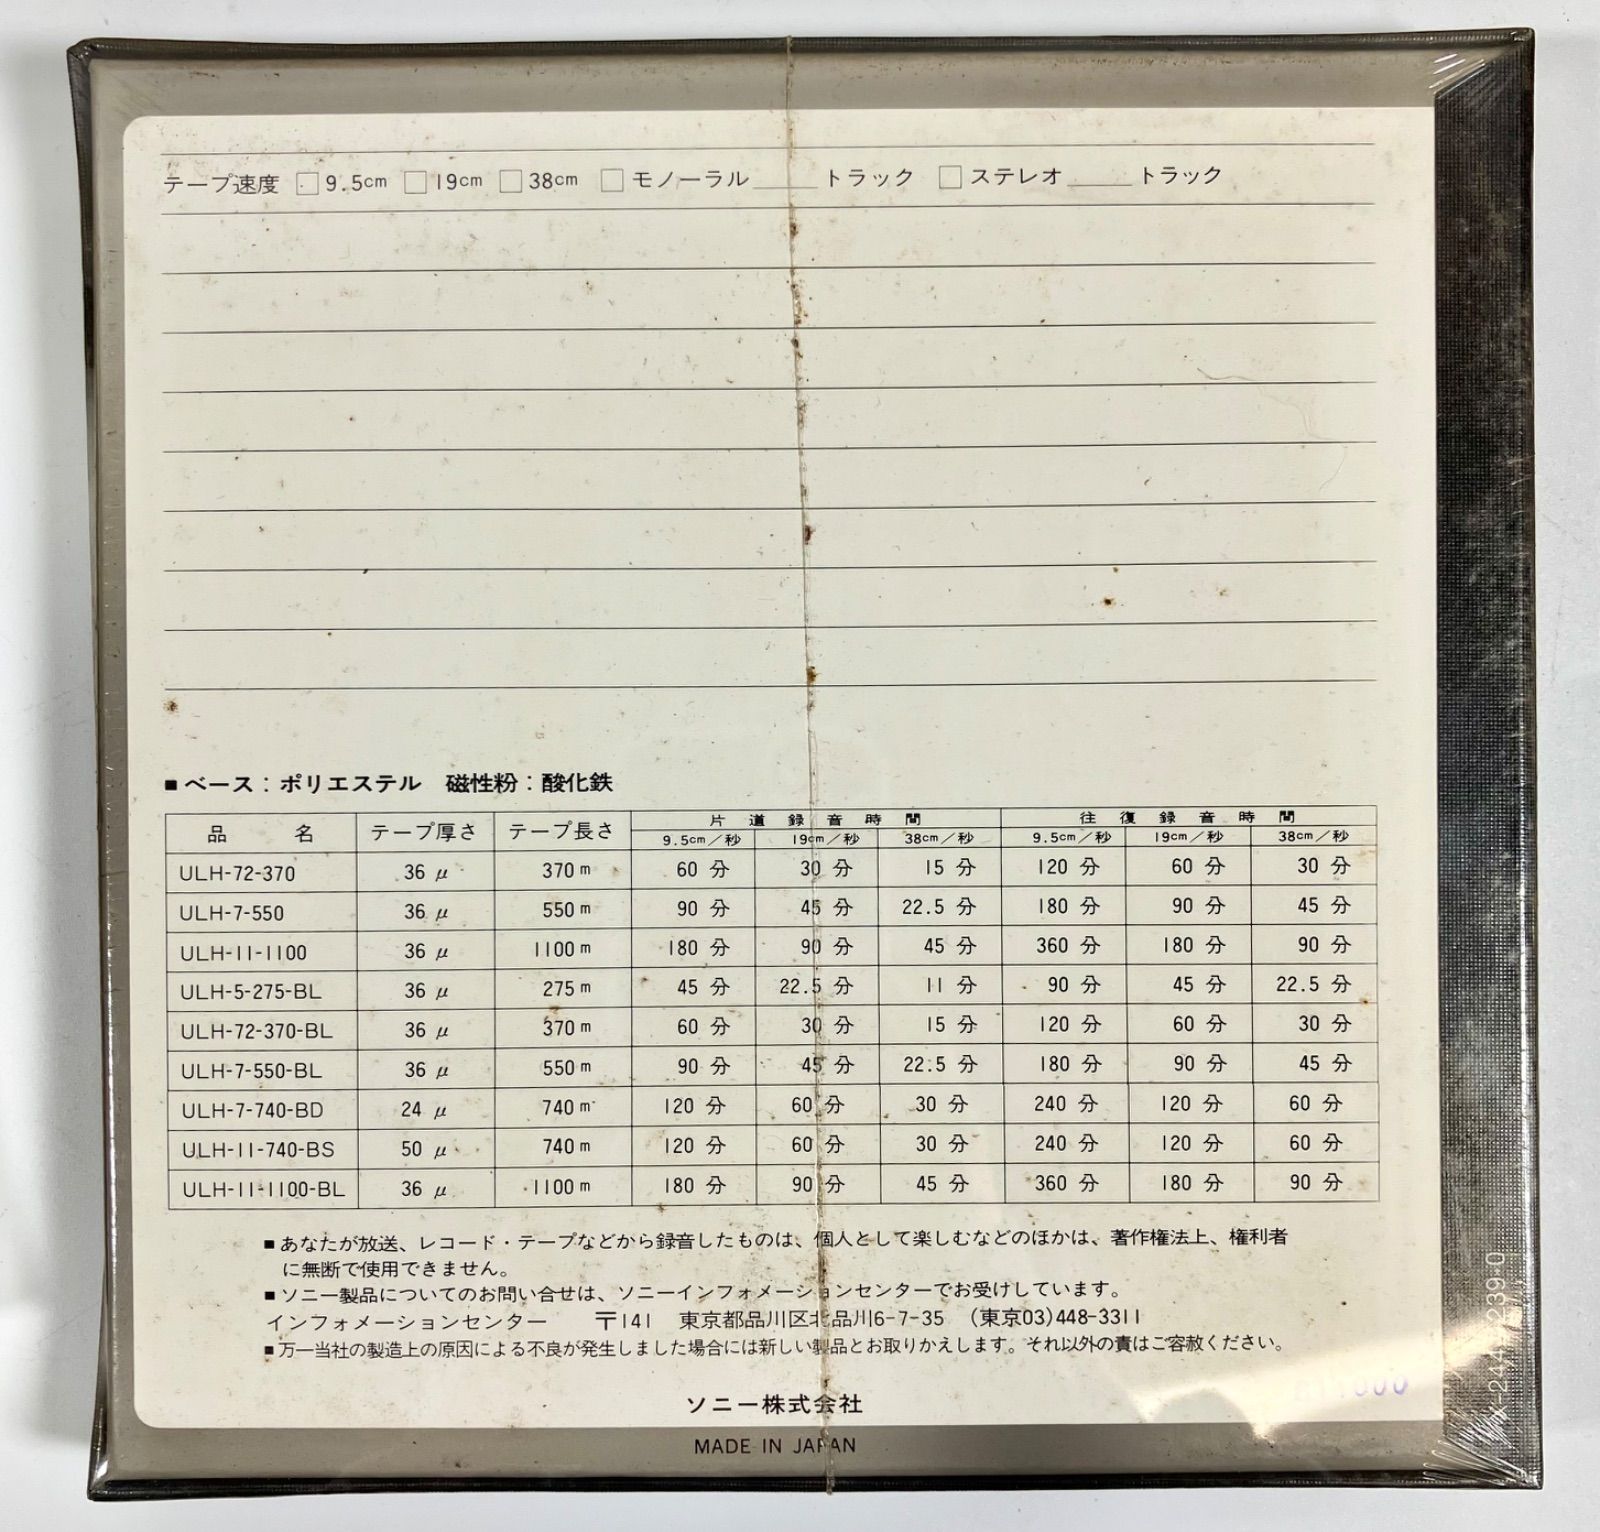 テープ速度 □ 9.5cm □ 19cm □ 38cm □ モノーラル＿＿トラック □ ステレオ＿＿トラック
■ ベース：ポリエステル　磁性粉：酸化鉄
品名 テープ厚さ テープ長さ 片道録音時間 往復録音時間
9.5cm／秒 19cm／秒 38cm／秒 9.5cm／秒 19cm／秒 38cm／秒
ULH-72-370 36 μ 370 m 60 分 30 分 15 分 120 分 60 分 30 分
ULH-7-550 36 μ 550 m 90 分 45 分 22.5 分 180 分 90 分 45 分
ULH-11-1100 36 μ 1100 m 180 分 90 分 45 分 360 分 180 分 90 分
ULH-5-275-BL 36 μ 275 m 45 分 22.5 分 11 分 90 分 45 分 22.5 分
ULH-72-370-BL 36 μ 370 m 60 分 30 分 15 分 120 分 60 分 30 分
ULH-7-550-BL 36 μ 550 m 90 分 45 分 22.5 分 180 分 90 分 45 分
ULH-7-740-BD 24 μ 740 m 120 分 60 分 30 分 240 分 120 分 60 分
ULH-11-740-BS 50 μ 740 m 120 分 60 分 30 分 240 分 120 分 60 分
ULH-11-1100-BL 36 μ 1100 m 180 分 90 分 45 分 360 分 180 分 90 分
■ あなたが放送、レコード・テープなどから録音したものは、個人として楽しむなどのほかは、著作権法上、権利者
に無断で使用できません。
■ ソニー製品についてのお問い合せは、ソニーインフォメーションセンターでお受けしています。
インフォメーションセンター 〒141 東京都品川区北品川6-7-35 (東京03)448-3311
■ 万一当社の製造上の原因による不良が発生しました場合には新しい製品とお取りかえします。それ以外の責はご容赦ください。
ソニー株式会社
MADE IN JAPAN